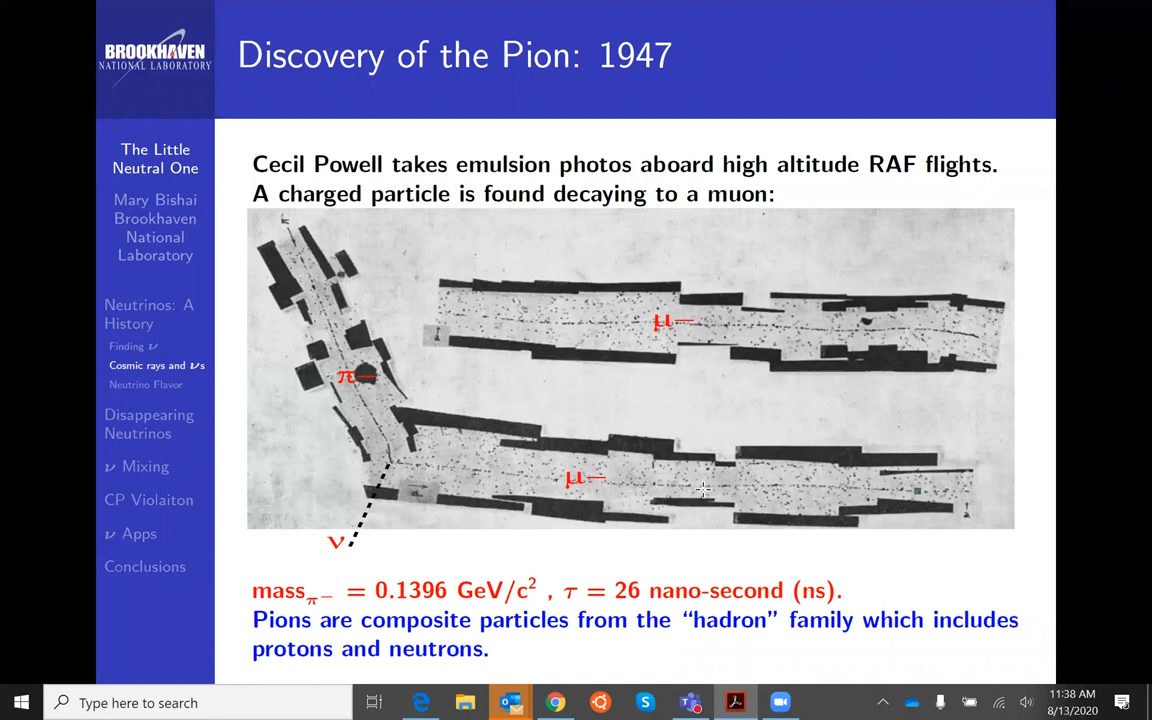 BROOKHAVEN
NATIONAL LABORATORY
Discovery of the Pion: 1947
The Little
Neutral One
Mary Bishai
Brookhaven
National
Laboratory
Neutrinos: A
History
Finding ν
Cosmic rays and νs
Neutrino Flavor
Disappearing
Neutrinos
ν Mixing
CP Violaiton
ν Apps
Conclusions
Cecil Powell takes emulsion photos aboard high altitude RAF flights.
A charged particle is found decaying to a muon:
μ−
π−
μ−
ν
mass_π− = 0.1396 GeV/c² , τ = 26 nano-second (ns).
Pions are composite particles from the “hadron” family which includes
protons and neutrons.
Type here to search
11:38 AM
8/13/2020